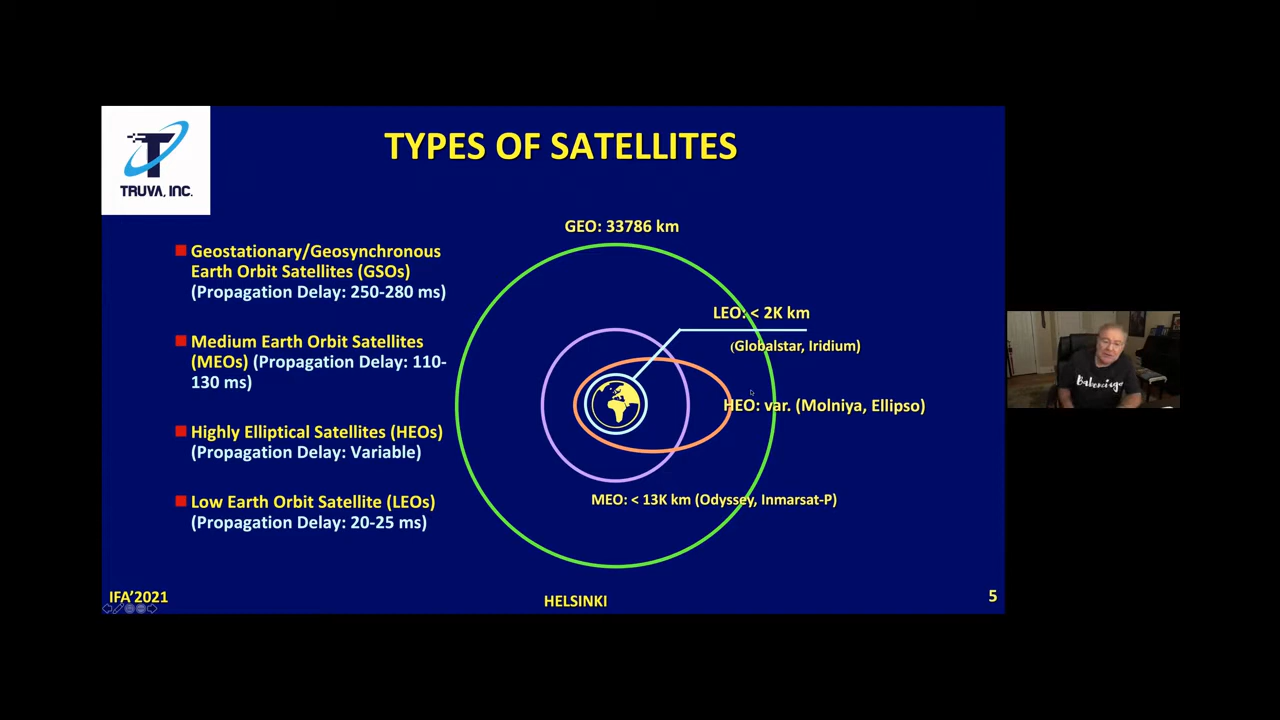 TYPES OF SATELLITES
T
TRUVA, INC.
GEO: 33786 km
Geostationary/Geosynchronous
Earth Orbit Satellites (GSOs)
(Propagation Delay: 250-280 ms)
Medium Earth Orbit Satellites
(MEOs) (Propagation Delay: 110-
130 ms)
Highly Elliptical Satellites (HEOs)
(Propagation Delay: Variable)
Low Earth Orbit Satellite (LEOs)
(Propagation Delay: 20-25 ms)
LEO: < 2K km
(Globalstar, Iridium)
HEO: var. (Molniya, Ellipso)
MEO: < 13K km (Odyssey, Inmarsat-P)
IFA'2021
HELSINKI
5